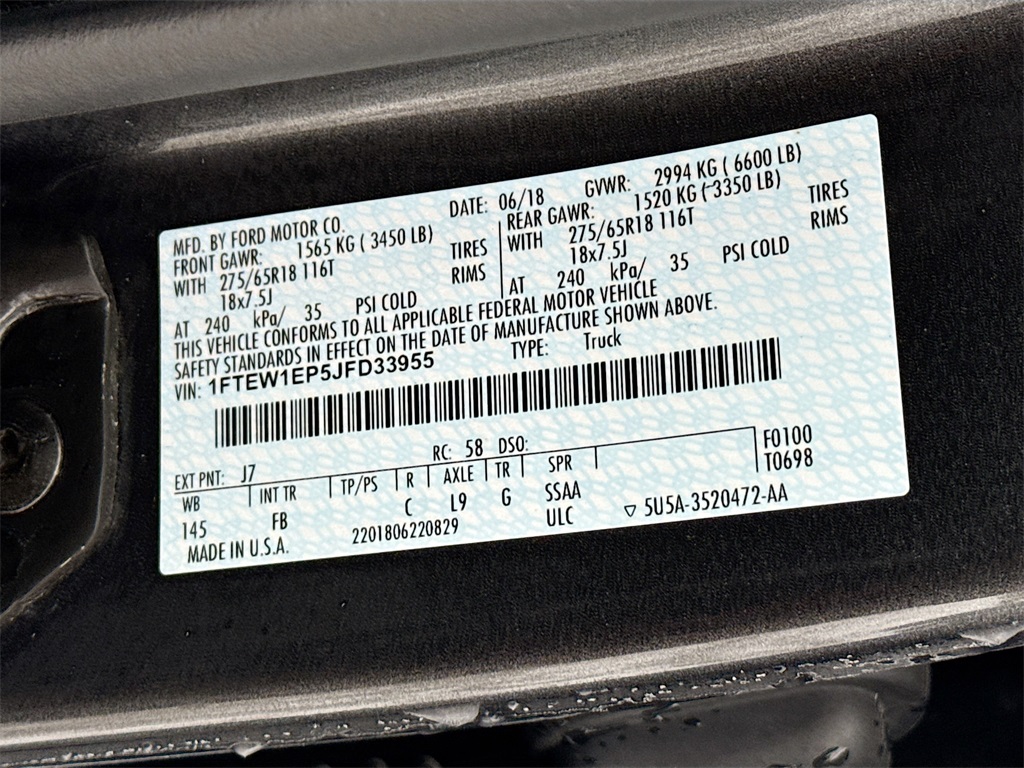 MFD. BY FORD MOTOR CO.
DATE: 06/18 GVWR: 2994 KG ( 6600 LB)
FRONT GAWR: 1565 KG ( 3450 LB) REAR GAWR: 1520 KG ( 3350 LB)
WITH 275/65R18 116T TIRES WITH 275/65R18 116T TIRES
18x7.5J RIMS 18x7.5J RIMS
AT 240 kPa/ 35 PSI COLD AT 240 kPa/ 35 PSI COLD
THIS VEHICLE CONFORMS TO ALL APPLICABLE FEDERAL MOTOR VEHICLE
SAFETY STANDARDS IN EFFECT ON THE DATE OF MANUFACTURE SHOWN ABOVE.
VIN: 1FTEW1EP5JFD33955 TYPE: Truck
EXT PNT: J7 RC: 58 DSO: F0100
WB INT TR TP/PS R AXLE TR SPR T0698
145 FB C L9 G SSAA
MADE IN U.S.A. 2201806220829 ULC ▽ 5U5A-3520472-AA